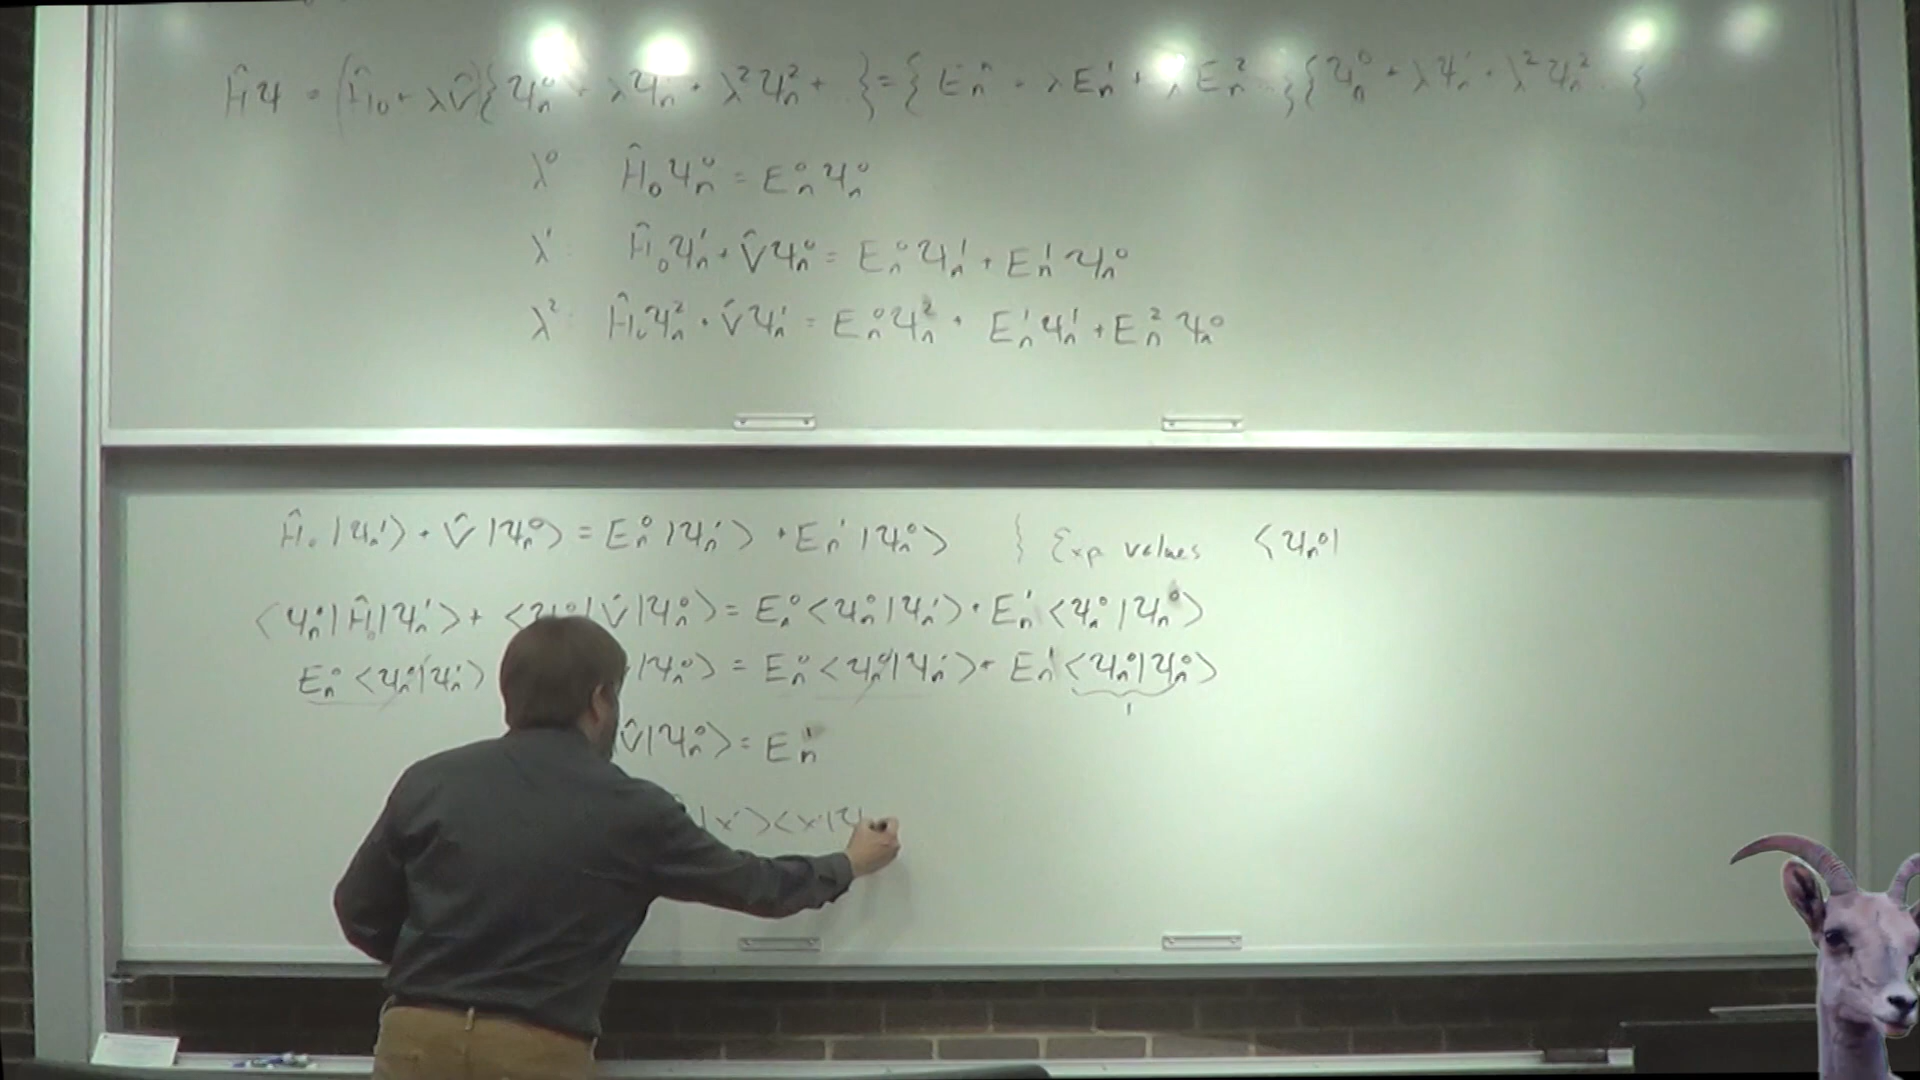 Ĥψ = (Ĥ₀ + λV̂){ψₙ⁰ + λψₙ¹ + λ²ψₙ² + } = {Eₙ⁰ + λEₙ¹ + λ²Eₙ² ..}{ψₙ⁰ + λψₙ¹ + λ²ψₙ² .. }
λ⁰ Ĥ₀ψₙ⁰ = Eₙ⁰ψₙ⁰
λ¹ Ĥ₀ψₙ¹ + V̂ψₙ⁰ = Eₙ⁰ψₙ¹ + Eₙ¹ψₙ⁰
λ² Ĥ₀ψₙ² + V̂ψₙ¹ = Eₙ⁰ψₙ² + Eₙ¹ψₙ¹ + Eₙ²ψₙ⁰
Ĥ₀|ψₙ¹⟩ + V̂|ψₙ⁰⟩ = Eₙ⁰|ψₙ¹⟩ + Eₙ¹|ψₙ⁰⟩ } Exp values ⟨ψₙ⁰|
⟨ψₙ⁰|Ĥ₀|ψₙ¹⟩ + ⟨ψₙ⁰|V̂|ψₙ⁰⟩ = Eₙ⁰⟨ψₙ⁰|ψₙ¹⟩ + Eₙ¹⟨ψₙ⁰|ψₙ⁰⟩
Eₙ⁰⟨ψₙ⁰|ψₙ¹⟩ |ψₙ⁰⟩ = Eₙ⁰⟨ψₙ⁰|ψₙ¹⟩ + Eₙ¹⟨ψₙ⁰|ψₙ⁰⟩
1
V̂|ψₙ⁰⟩ = Eₙ¹
|x⟩⟨x|ψ